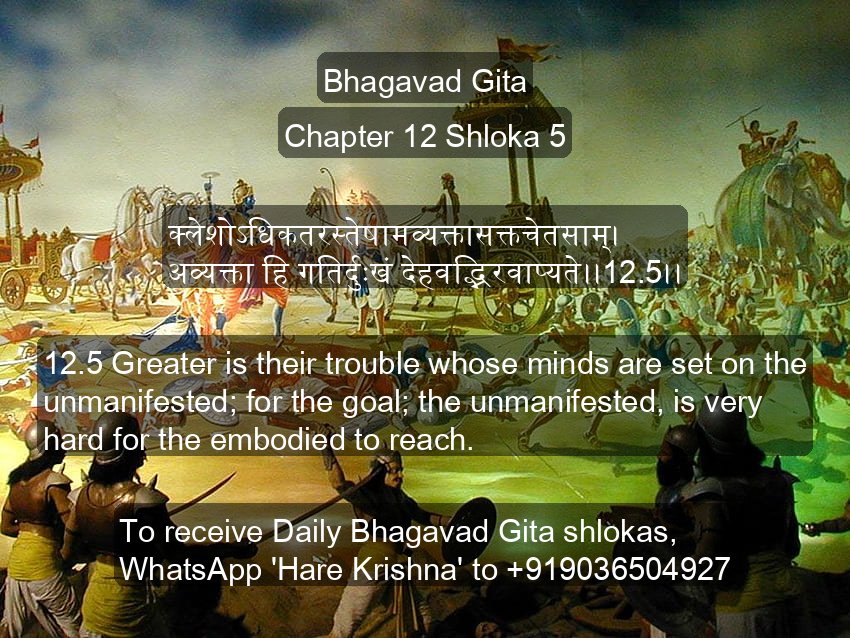 Bhagavad Gita
Chapter 12 Shloka 5
क्लेशोऽधिकतरस्तेषामव्यक्तासक्तचेतसाम्।
अव्यक्ता हि गतिर्दुःखं देहवद्भिरवाप्यते।।12.5।।
12.5 Greater is their trouble whose minds are set on the
unmanifested; for the goal; the unmanifested, is very
hard for the embodied to reach.
To receive Daily Bhagavad Gita shlokas,
WhatsApp 'Hare Krishna' to +919036504927